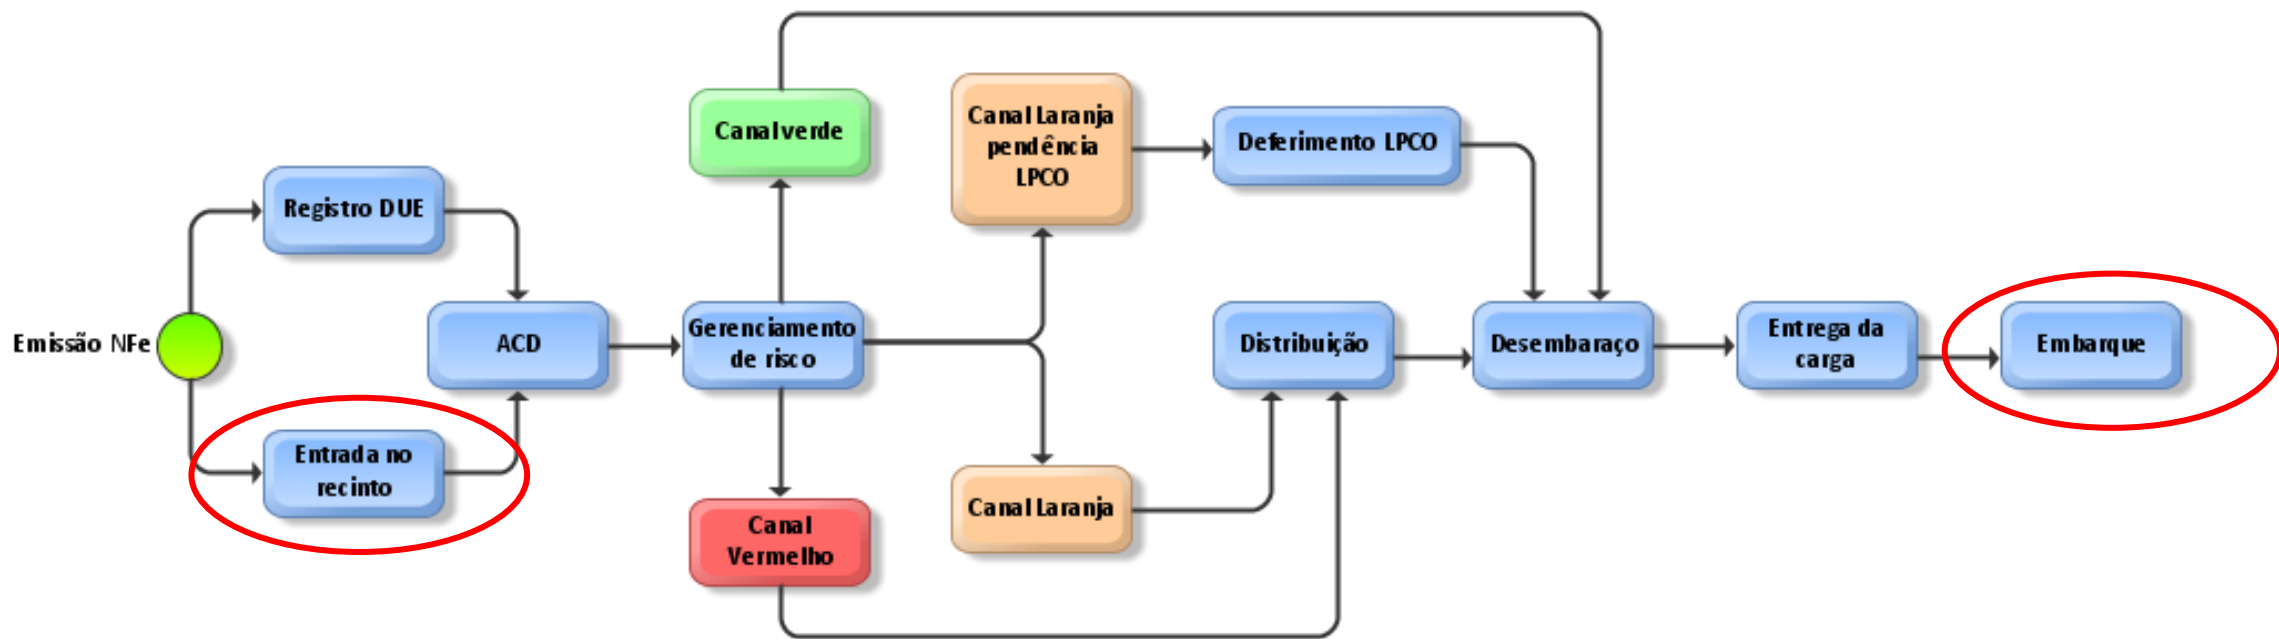 Canal verde
Canal Laranja
pendência
LPCO
Deferimento LPCO
Registro DUE
Emissão NFe
ACD
Gerenciamento
de risco
Distribuição
Desembaraço
Entrega da
carga
Embarque
Entrada no
recinto
Canal
Vermelho
Canal Laranja